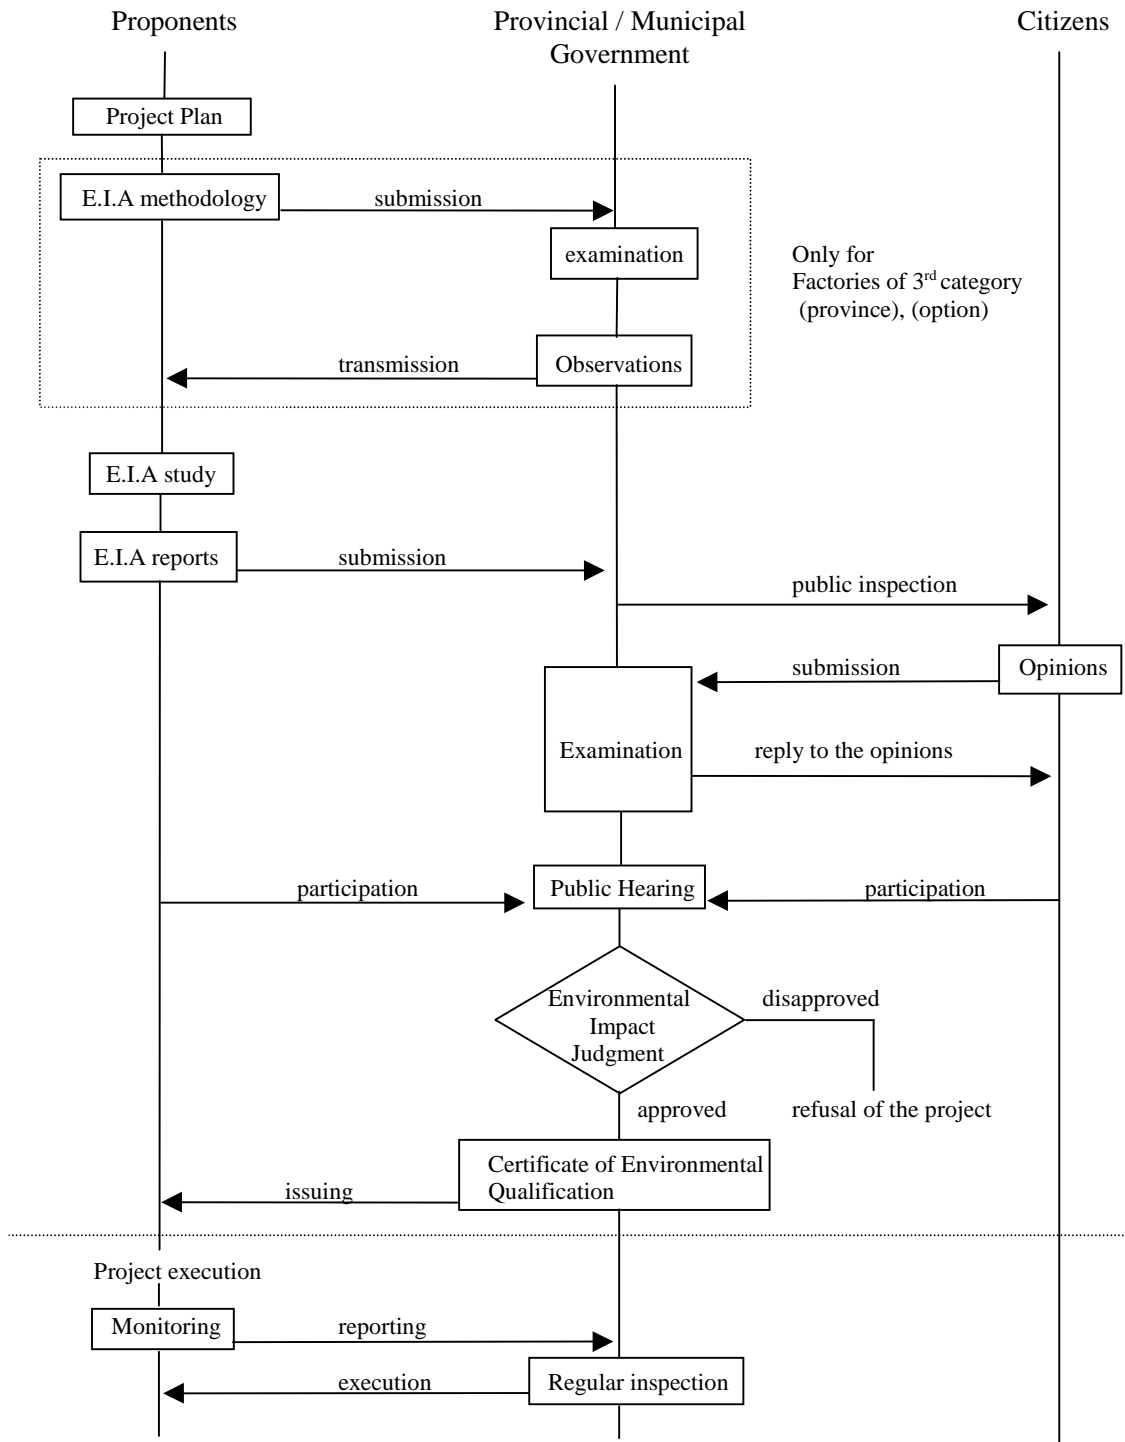 Proponents
Provincial / Municipal
Government
Citizens
Project Plan
E.I.A methodology
submission
examination
Only for
Factories of 3rd category
(province), (option)
transmission
Observations
E.I.A study
E.I.A reports
submission
public inspection
submission
Opinions
Examination
reply to the opinions
participation
Public Hearing
participation
Environmental
Impact
Judgment
disapproved
approved
refusal of the project
Certificate of Environmental
Qualification
issuing
Project execution
Monitoring
reporting
execution
Regular inspection